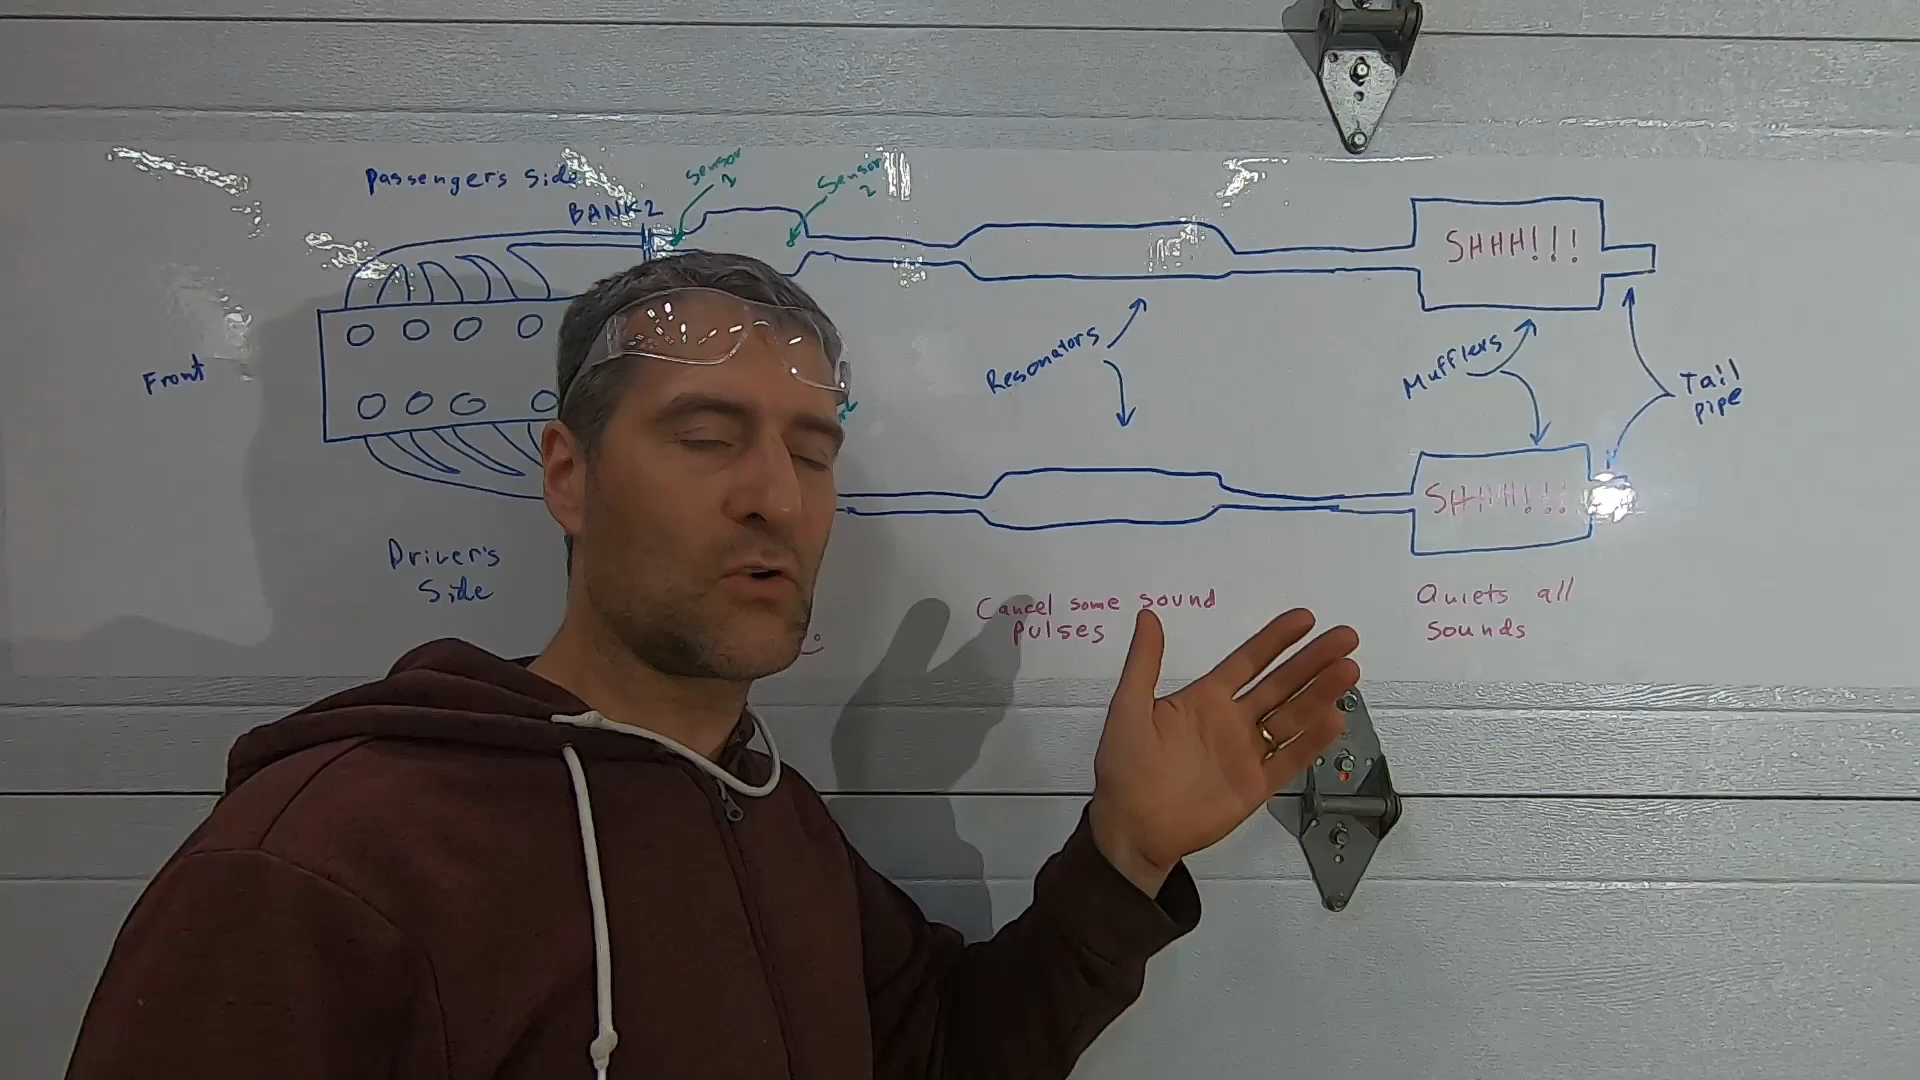 Passenger's Side
BANK 2
Sensor
1
Sensor
2
SHHH!!!
Front
Resonators
Mufflers
Tail
pipe
SHHH!!!
Driver's
Side
Cancel some sound
pulses
Quiets all
sounds